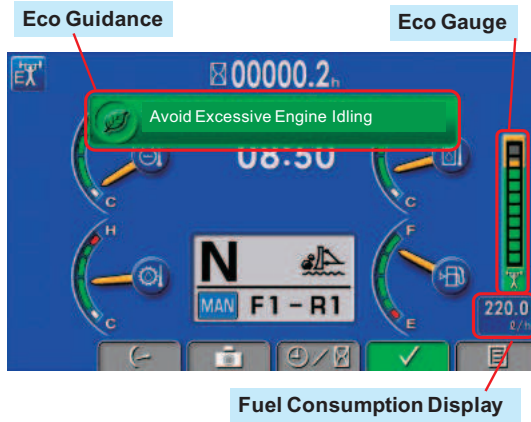 Eco Guidance
Eco Gauge
E
00000.2h
Avoid Excessive Engine Idling
08:50
C
C
H
F
N
MAN F1-R1
C
E
220.0
ℓ/h
Fuel Consumption Display